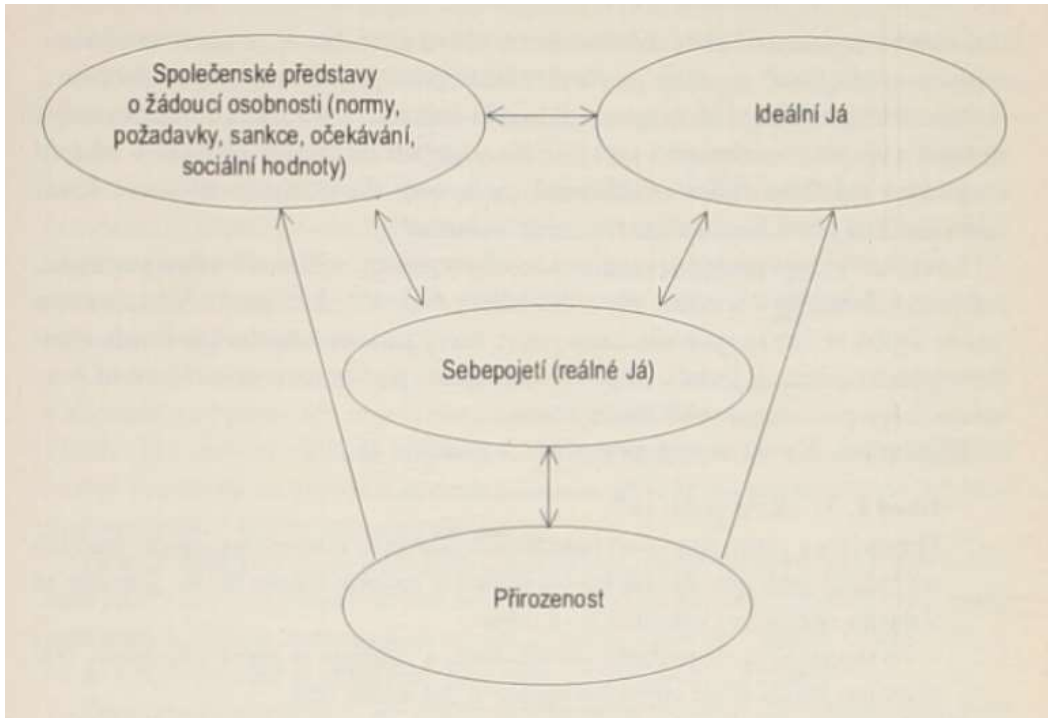 Společenské představy
o žádoucí osobnosti (normy,
požadavky, sankce, očekávání,
sociální hodnoty)
Ideální Já
Sebepojetí (reálné Já)
Přirozenost